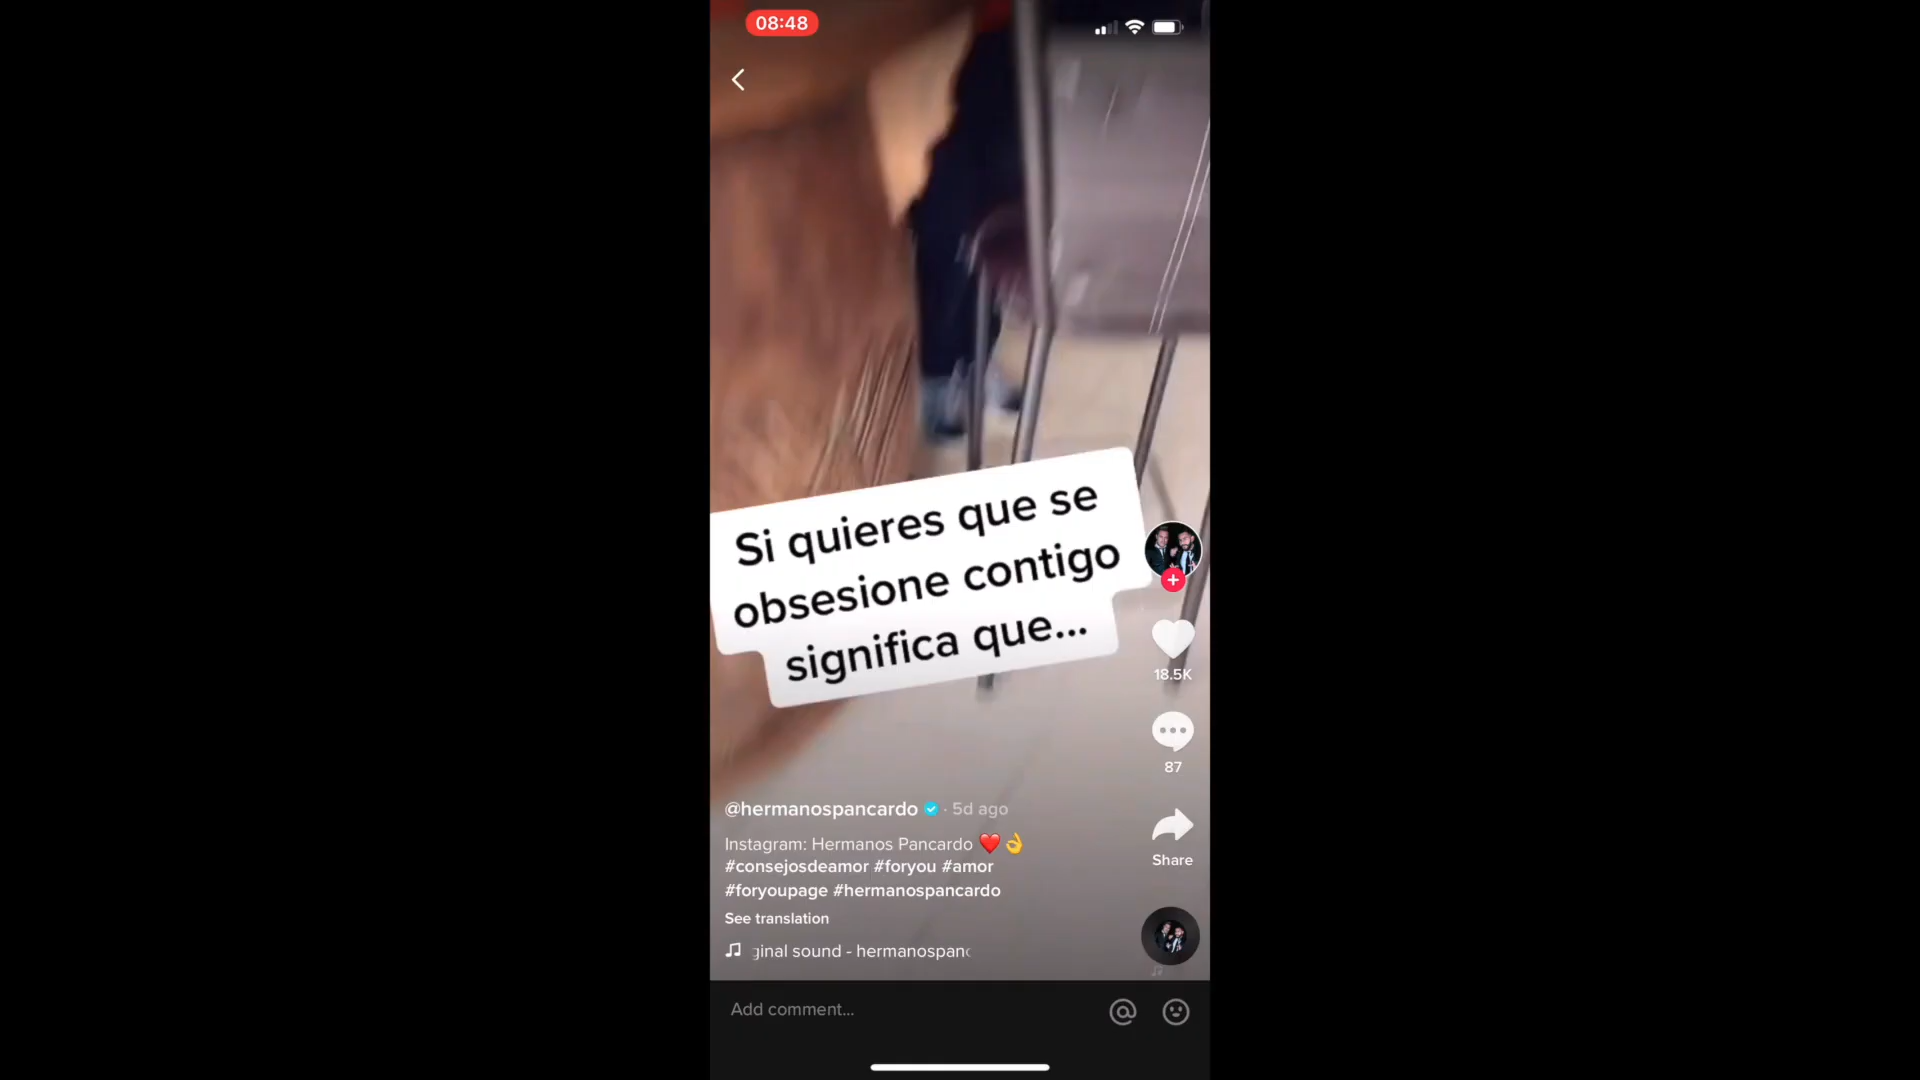 08:48
Si quieres que se
obsesione contigo
significa que...
18.5K
87
@hermanospancardo · 5d ago
Instagram: Hermanos Pancardo ❤️👌
#consejosdeamor #foryou #amor
#foryoupage #hermanospancardo
Share
See translation
ginal sound - hermanospanc
Add comment...